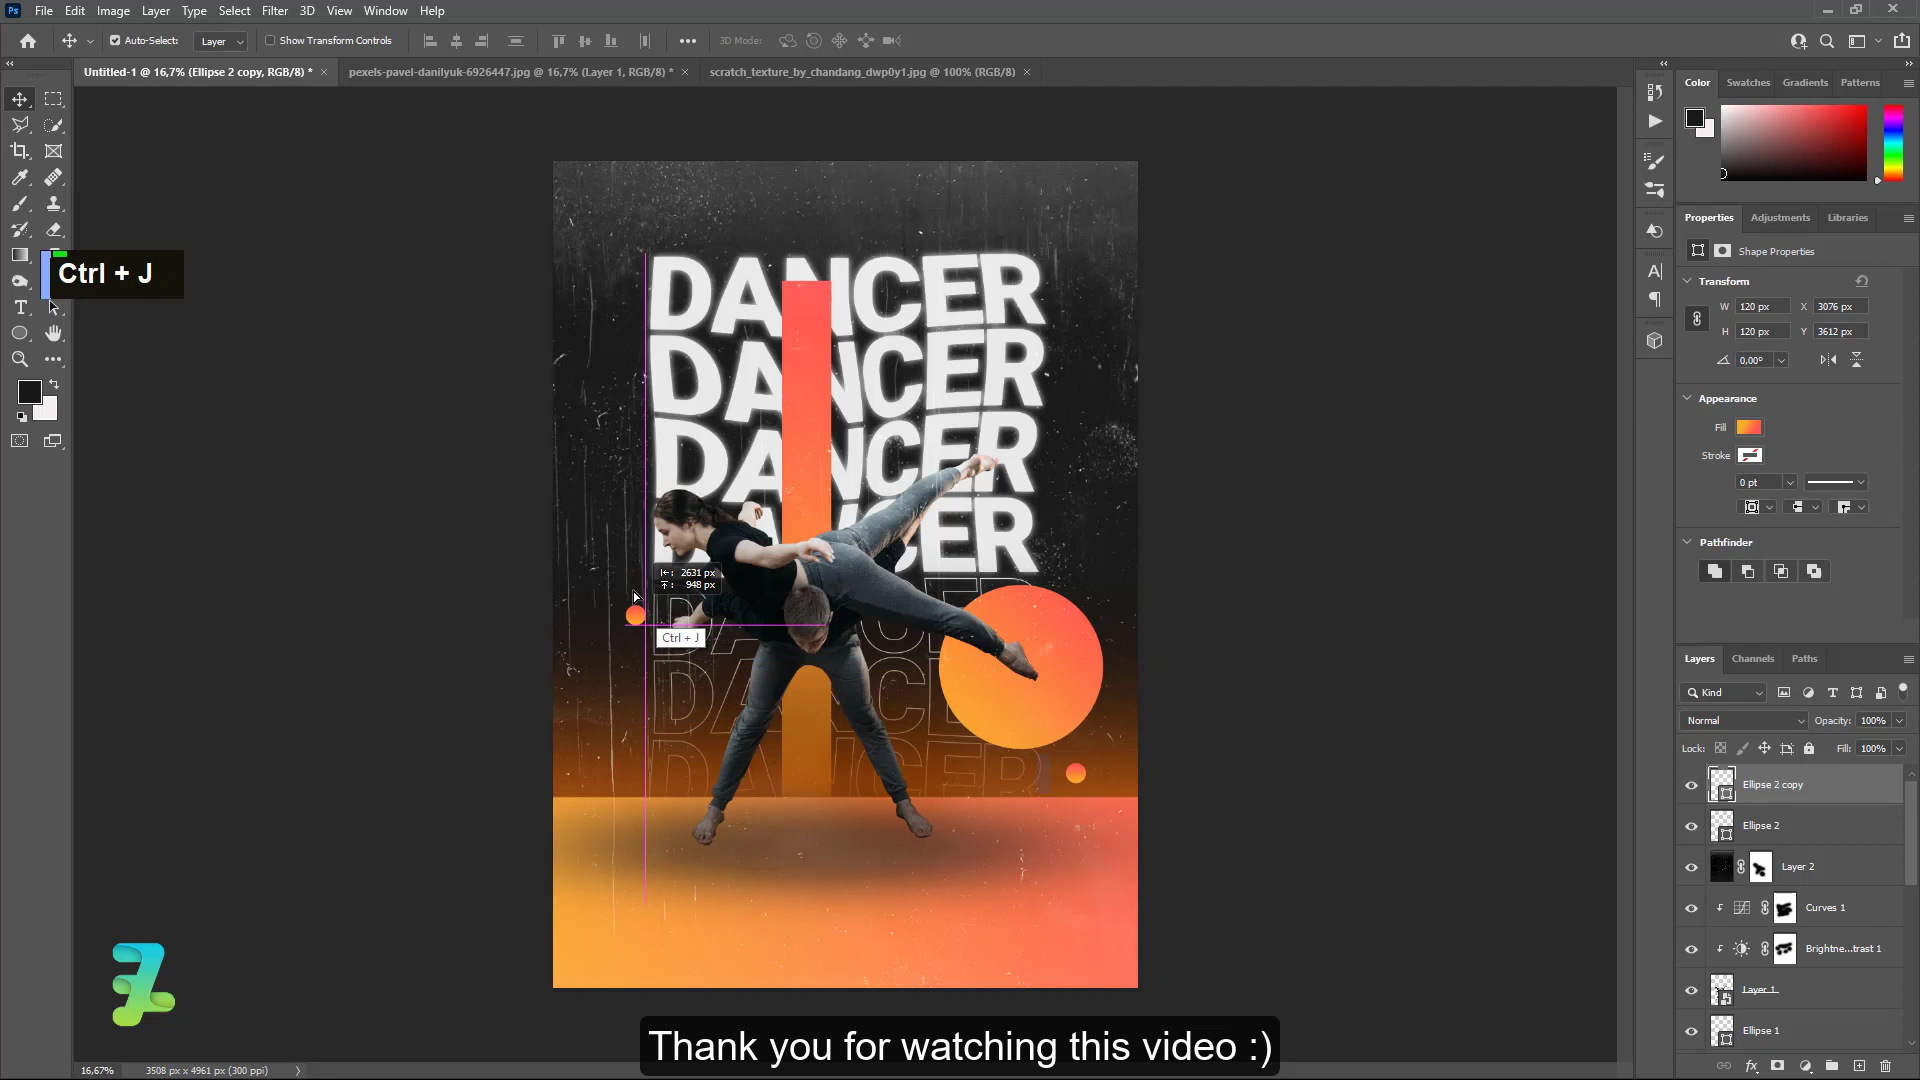 Ps File Edit Image Layer Type Select Filter 3D View Window Help
Auto-Select: Layer Show Transform Controls 3D Mode:
Untitled-1 @ 16,7% (Ellipse 2 copy, RGB/8) * × pexels-pavel-danilyuk-6926447.jpg @ 16,7% (Layer 1, RGB/8) * × scratch_texture_by_chandang_dwp0y1.jpg @ 100% (RGB/8) ×
Color Swatches Gradients Patterns
Properties Adjustments Libraries
Shape Properties
Transform
W 120 px X 3076 px
H 120 px Y 3612 px
0,00°
Appearance
Fill
Stroke
0 pt
Pathfinder
Ctrl + J
DANCER
DANCER
DANCER
DANCER
2631 px
948 px
Ctrl + J
DANCER
DANCER
Layers Channels Paths
Kind
Normal Opacity: 100%
Lock: Fill: 100%
Ellipse 2 copy
Ellipse 2
Layer 2
Curves 1
Brightne...trast 1
Layer 1
Ellipse 1
Thank you for watching this video :)
16,67% 3508 px x 4961 px (300 ppi)